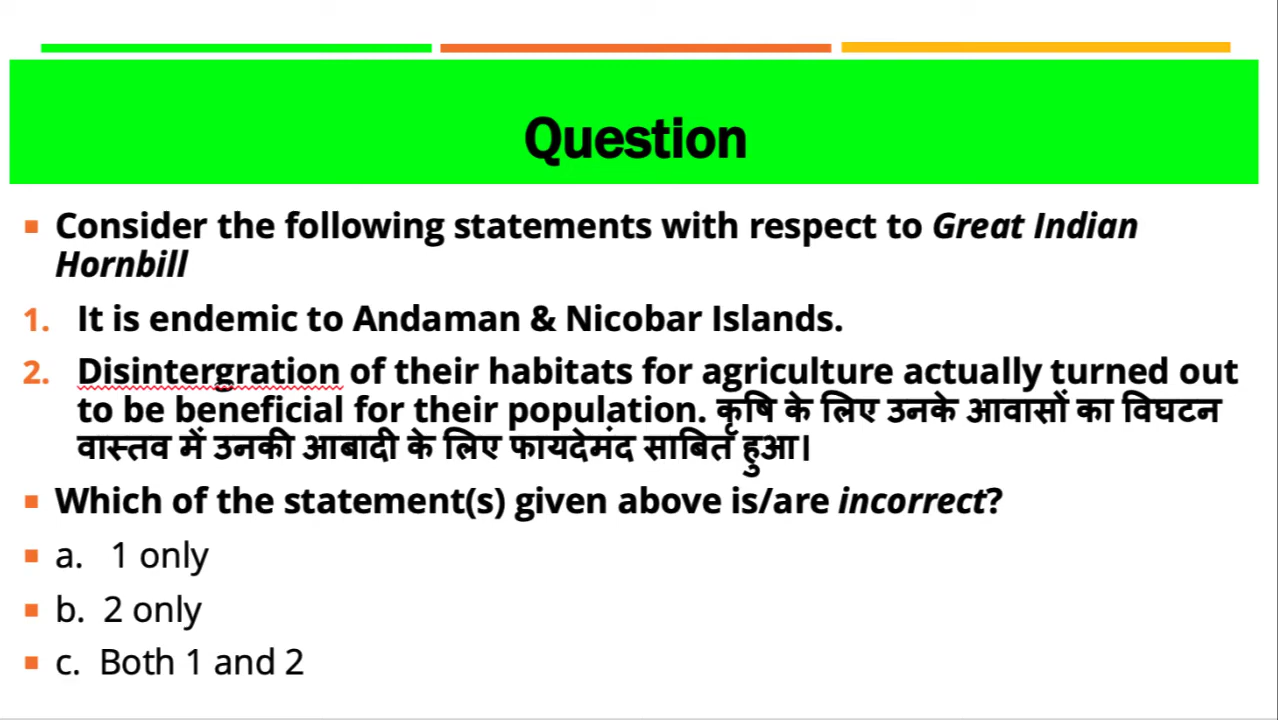 Question
Consider the following statements with respect to Great Indian
Hornbill
1. It is endemic to Andaman & Nicobar Islands.
2. Disintergration of their habitats for agriculture actually turned out
to be beneficial for their population. कृषि के लिए उनके आवासों का विघटन
वास्तव में उनकी आबादी के लिए फायदेमंद साबित हुआ।
Which of the statement(s) given above is/are incorrect?
a. 1 only
b. 2 only
c. Both 1 and 2